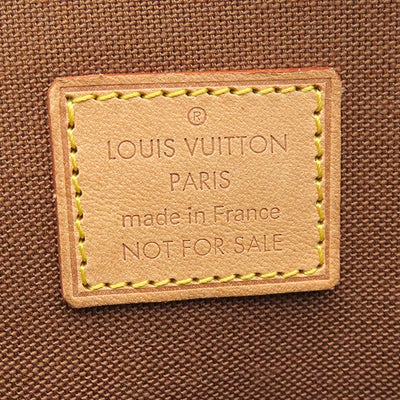 ®
LOUIS VUITTON
PARIS
made in France
NOT FOR SALE